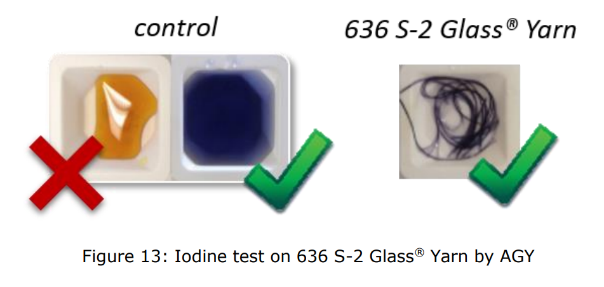 control
636 S-2 Glass® Yarn
Figure 13: Iodine test on 636 S-2 Glass® Yarn by AGY